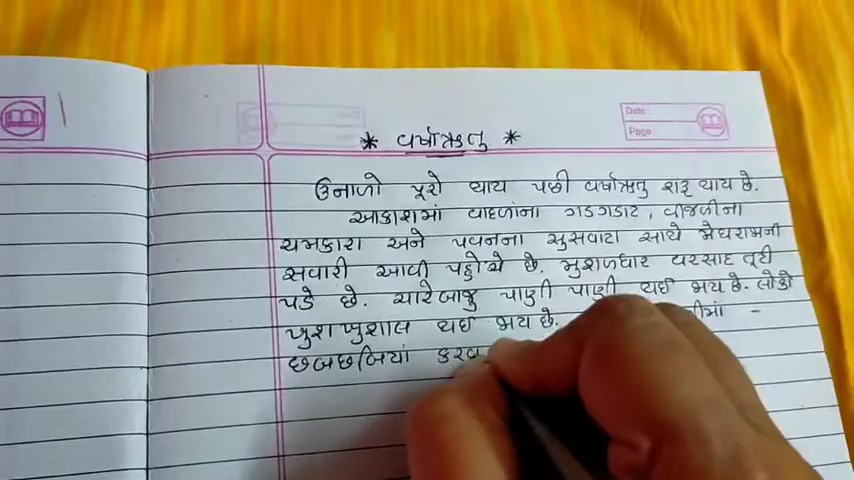 * વર્ષાઋતુ *
Date:
Page
ઉનાળો પૂરો થાય પછી વર્ષાઋતુ શરૂ થાય છે.
આકાશમાં વાદળાંના ગડગડાટ, વીજળીના
ચમકારા અને પવનના સુસવાટા સાથે મેઘરાજાની
સવારી આવી પહોંચે છે. મુશળધાર વરસાદ તૂટી
પડે છે. ચારેબાજુ પાણી પાણી થઈ જાય છે. લોકો
ખુશખુશાલ થઈ જાય છે.
છબછબિયાં